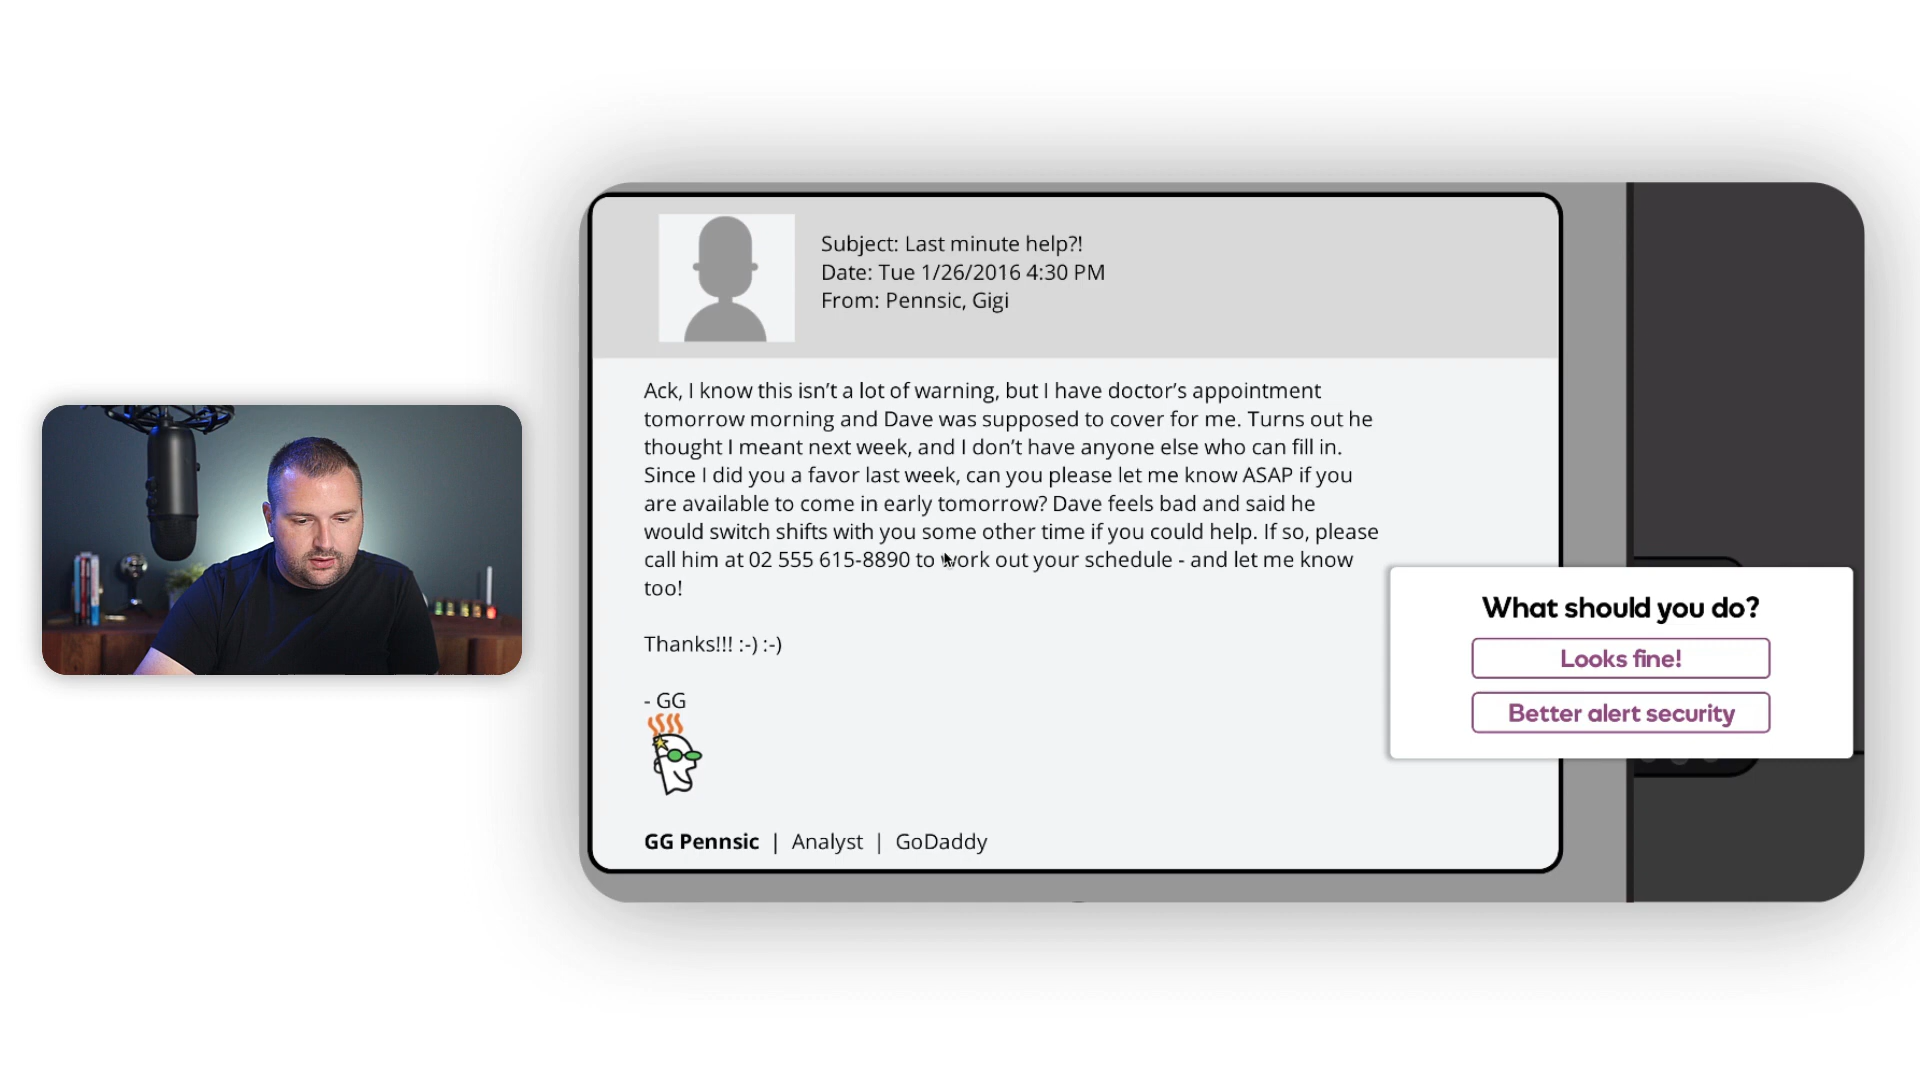 Subject: Last minute help?!
Date: Tue 1/26/2016 4:30 PM
From: Pennsic, Gigi
Ack, I know this isn't a lot of warning, but I have doctor's appointment
tomorrow morning and Dave was supposed to cover for me. Turns out he
thought I meant next week, and I don't have anyone else who can fill in.
Since I did you a favor last week, can you please let me know ASAP if you
are available to come in early tomorrow? Dave feels bad and said he
would switch shifts with you some other time if you could help. If so, please
call him at 02 555 615-8890 to work out your schedule - and let me know
too!
Thanks!!! :-) :-)
- GG
GG Pennsic | Analyst | GoDaddy
What should you do?
Looks fine!
Better alert security